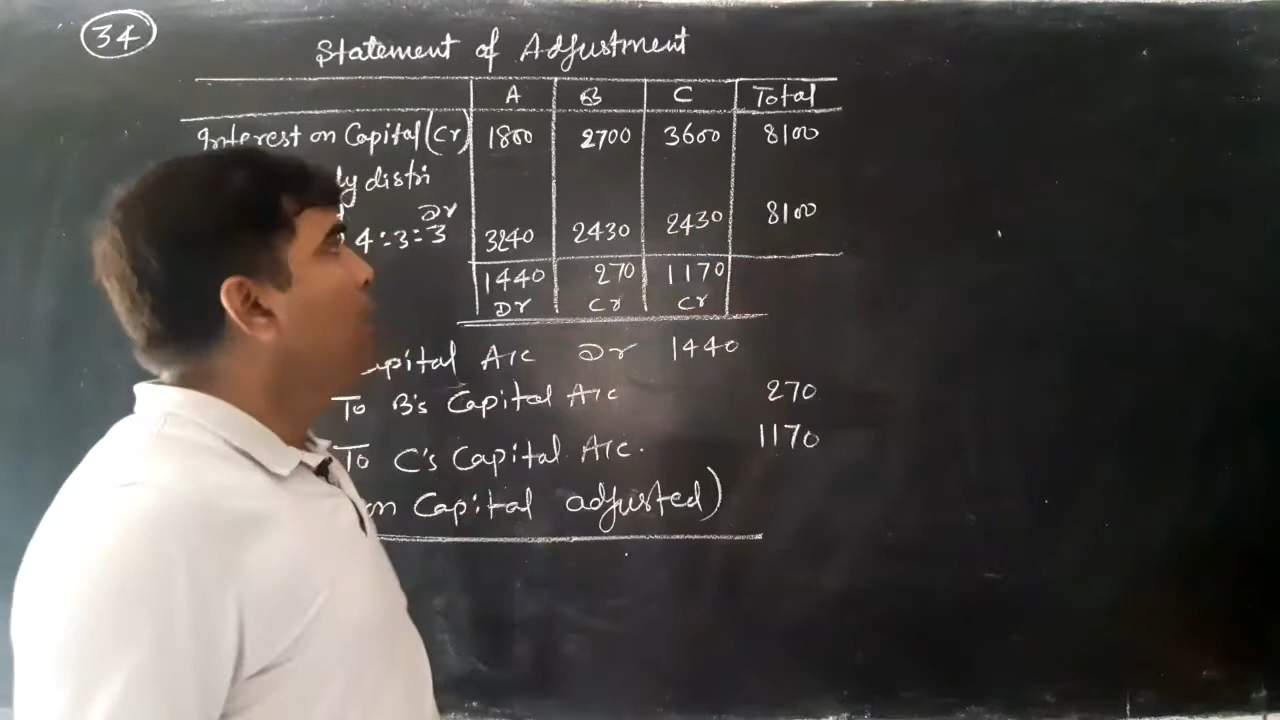 34
Statement of Adjustment
A B C Total
Interest on Capital (Cr) 1800 2700 3600 8100
ly distri
Dr 8100
4:3:3 3240 2430 2430
1440 270 1170
Dr Cr Cr
pital A/c Dr 1440
To B's Capital A/c 270
To C's Capital A/c. 1170
on Capital adjusted)